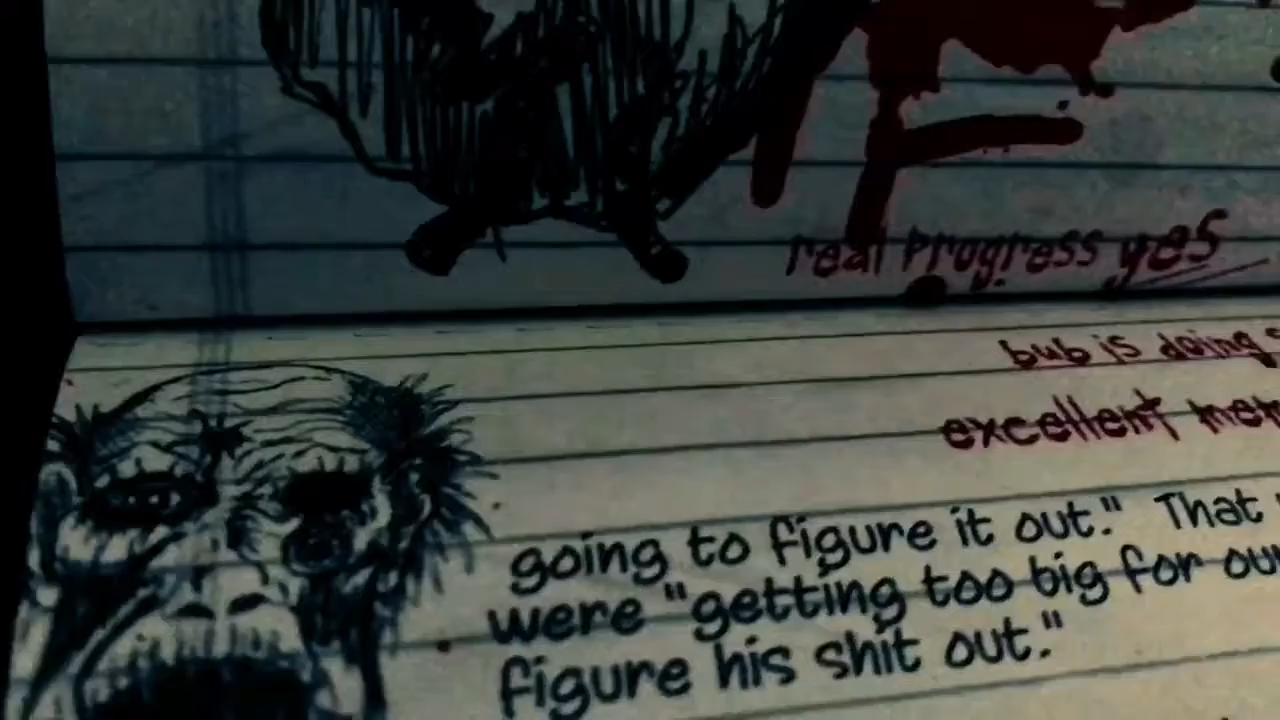 real Progress yes
bub is doing
excellent
going to figure it out." That
were "getting too big for
figure his shit out."